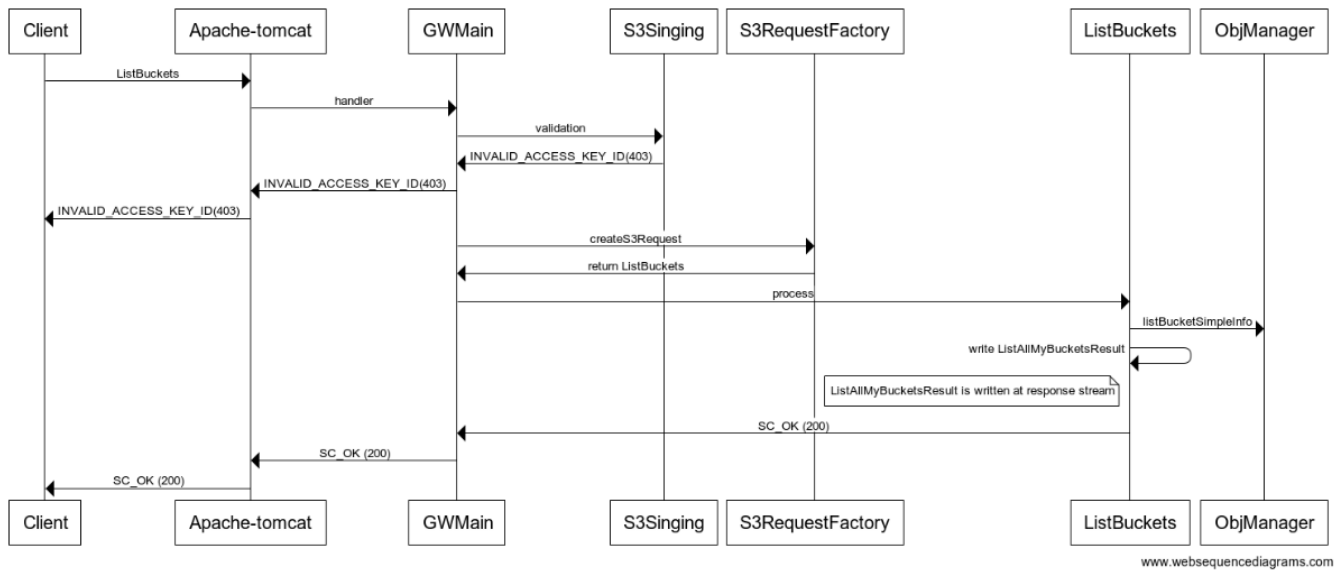 Client Apache-tomcat GWMain S3Singing S3RequestFactory ListBuckets ObjManager
ListBuckets
handler
validation
INVALID_ACCESS_KEY_ID(403)
INVALID_ACCESS_KEY_ID(403)
INVALID_ACCESS_KEY_ID(403)
createS3Request
return ListBuckets
process
listBucketSimpleInfo
write ListAllMyBucketsResult
ListAllMyBucketsResult is written at response stream
SC_OK (200)
SC_OK (200)
SC_OK (200)
Client Apache-tomcat GWMain S3Singing S3RequestFactory ListBuckets ObjManager
www.websequencediagrams.com